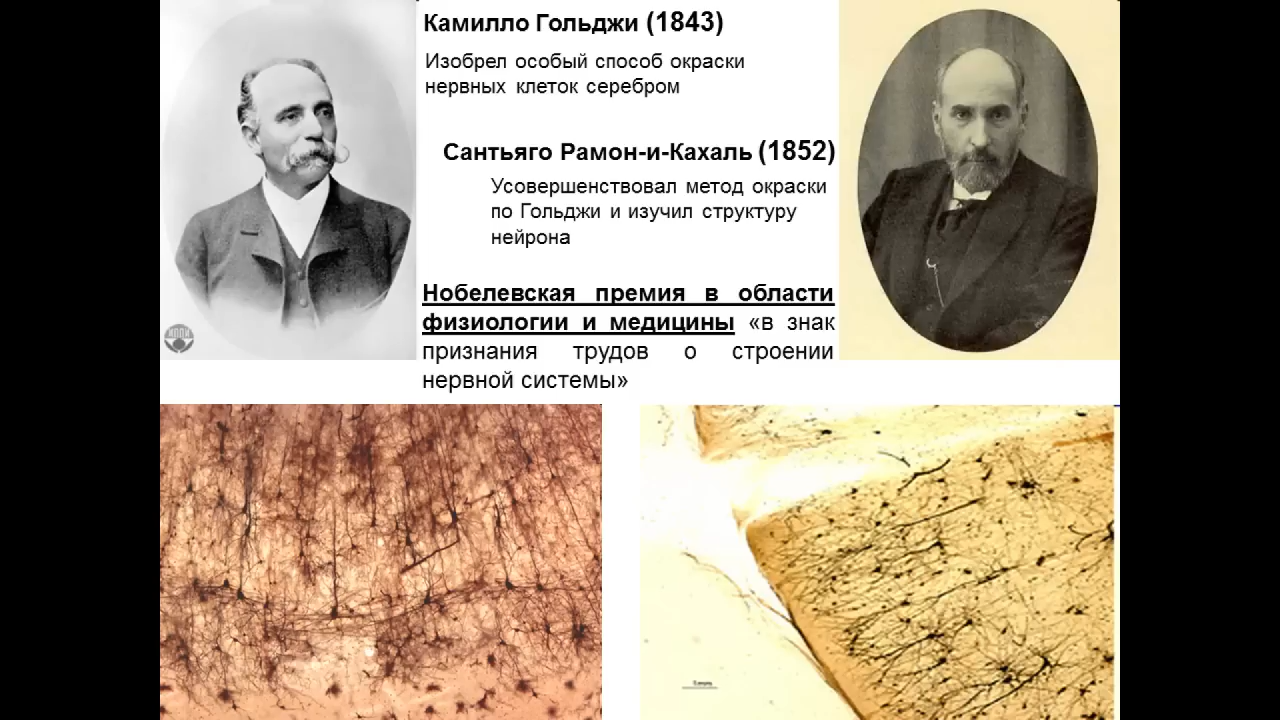 Камилло Гольджи (1843)
Изобрел особый способ окраски
нервных клеток серебром
Сантьяго Рамон-и-Кахаль (1852)
Усовершенствовал метод окраски
по Гольджи и изучил структуру
нейрона
Нобелевская премия в области
физиологии и медицины «в знак
признания трудов о строении
нервной системы»